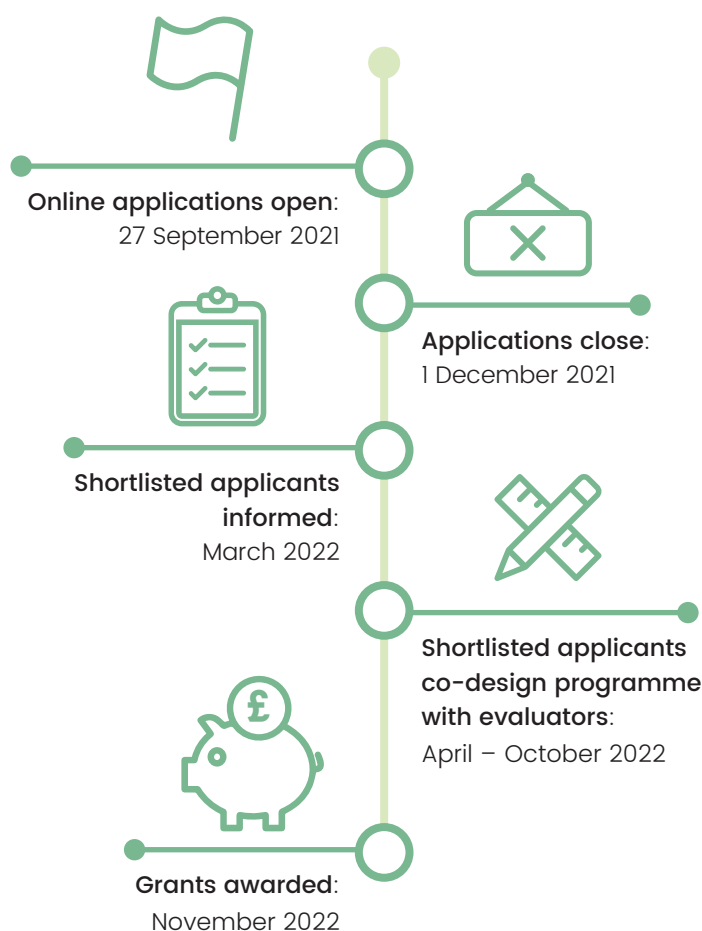 Online applications open:
27 September 2021
Applications close:
1 December 2021
Shortlisted applicants
informed:
March 2022
Shortlisted applicants
co-design programme
with evaluators:
April – October 2022
£
Grants awarded:
November 2022